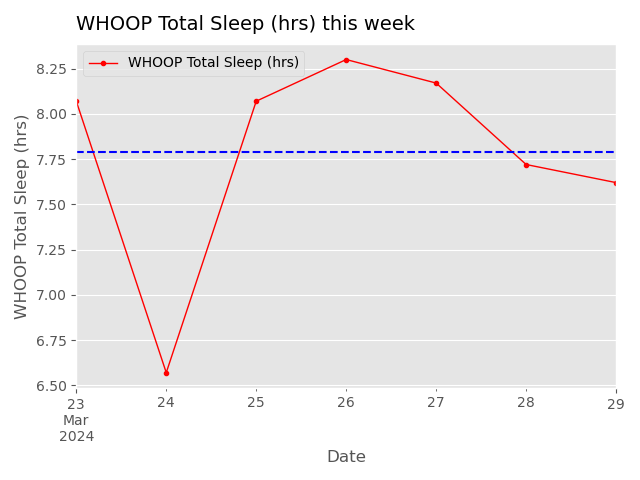 WHOOP Total Sleep (hrs) this week
WHOOP Total Sleep (hrs)
WHOOP Total Sleep (hrs)
8.25
8.00
7.75
7.50
7.25
7.00
6.75
6.50
23 24 25 26 27 28 29
Mar
2024
Date